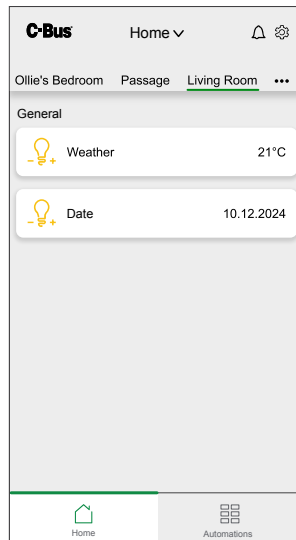 C-Bus Home
Ollie's Bedroom Passage Living Room •••
General
Weather 21°C
Date 10.12.2024
Home Automations